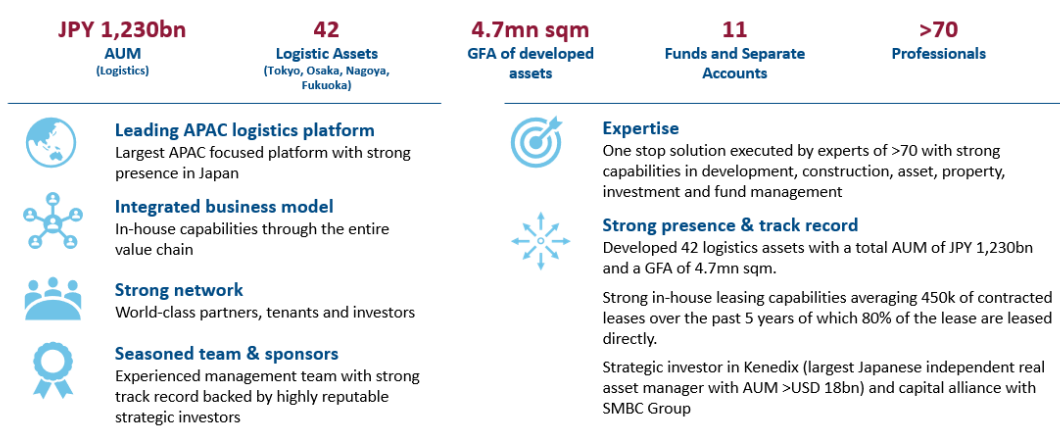 JPY 1,230bn
AUM
(Logistics)
42
Logistic Assets
(Tokyo, Osaka, Nagoya,
Fukuoka)
4.7mn sqm
GFA of developed
assets
11
Funds and Separate
Accounts
>70
Professionals
Leading APAC logistics platform
Largest APAC focused platform with strong
presence in Japan
Integrated business model
In-house capabilities through the entire
value chain
Strong network
World-class partners, tenants and investors
Seasoned team & sponsors
Experienced management team with strong
track record backed by highly reputable
strategic investors
Expertise
One stop solution executed by experts of >70 with strong
capabilities in development, construction, asset, property,
investment and fund management
Strong presence & track record
Developed 42 logistics assets with a total AUM of JPY 1,230bn
and a GFA of 4.7mn sqm.
Strong in-house leasing capabilities averaging 450k of contracted
leases over the past 5 years of which 80% of the lease are leased
directly.
Strategic investor in Kenedix (largest Japanese independent real
asset manager with AUM >USD 18bn) and capital alliance with
SMBC Group